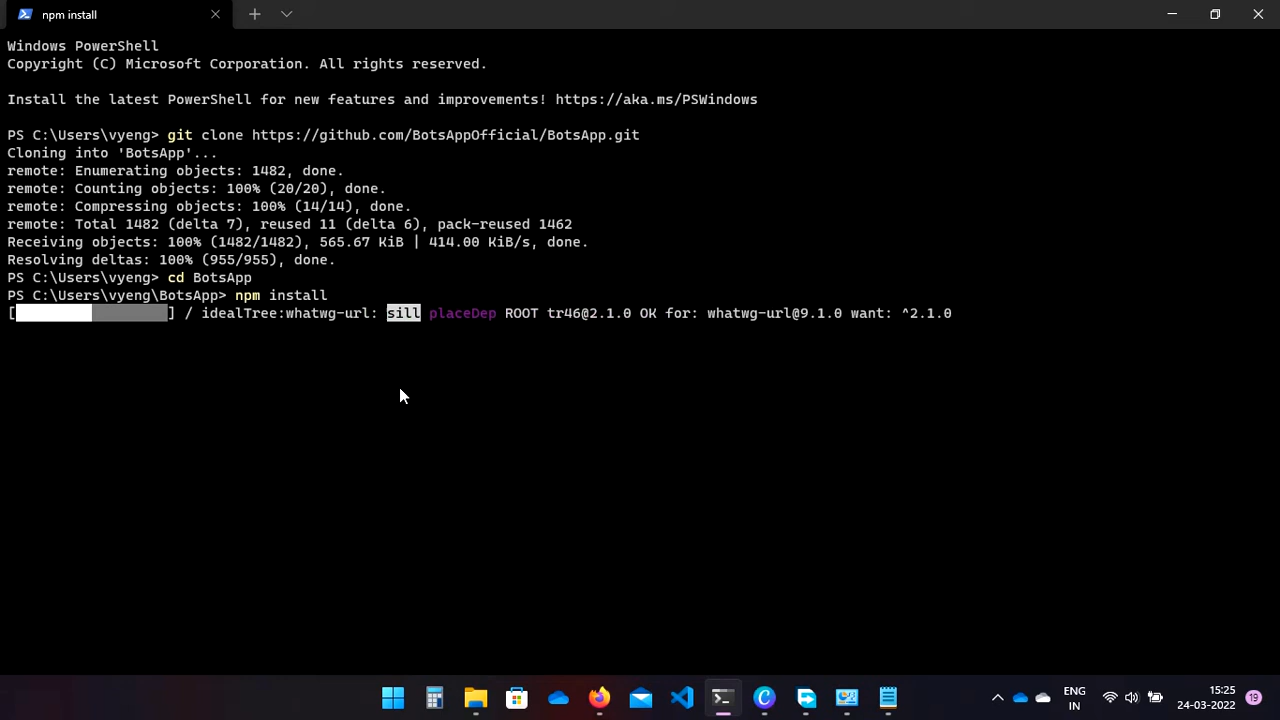 npm install
Windows PowerShell
Copyright (C) Microsoft Corporation. All rights reserved.
Install the latest PowerShell for new features and improvements! https://aka.ms/PSWindows
PS C:\Users\vyeng> git clone https://github.com/BotsAppOfficial/BotsApp.git
Cloning into 'BotsApp'...
remote: Enumerating objects: 1482, done.
remote: Counting objects: 100% (20/20), done.
remote: Compressing objects: 100% (14/14), done.
remote: Total 1482 (delta 7), reused 11 (delta 6), pack-reused 1462
Receiving objects: 100% (1482/1482), 565.67 KiB | 414.00 KiB/s, done.
Resolving deltas: 100% (955/955), done.
PS C:\Users\vyeng> cd BotsApp
PS C:\Users\vyeng\BotsApp> npm install
[                  ] / idealTree:whatwg-url: sill placeDep ROOT tr46@2.1.0 OK for: whatwg-url@9.1.0 want: ^2.1.0
ENG
IN
15:25
24-03-2022
19